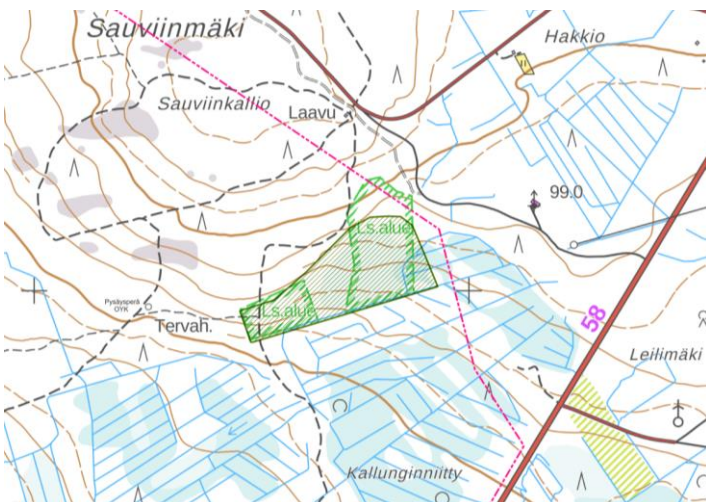 Sauviinmäki
Hakkio
Sauviinkallio
Laavu
99.0
Ls.alue
Ls.alue
Pysäysperä
OYK
Tervah.
58
Leilimäki
Kallunginniitty